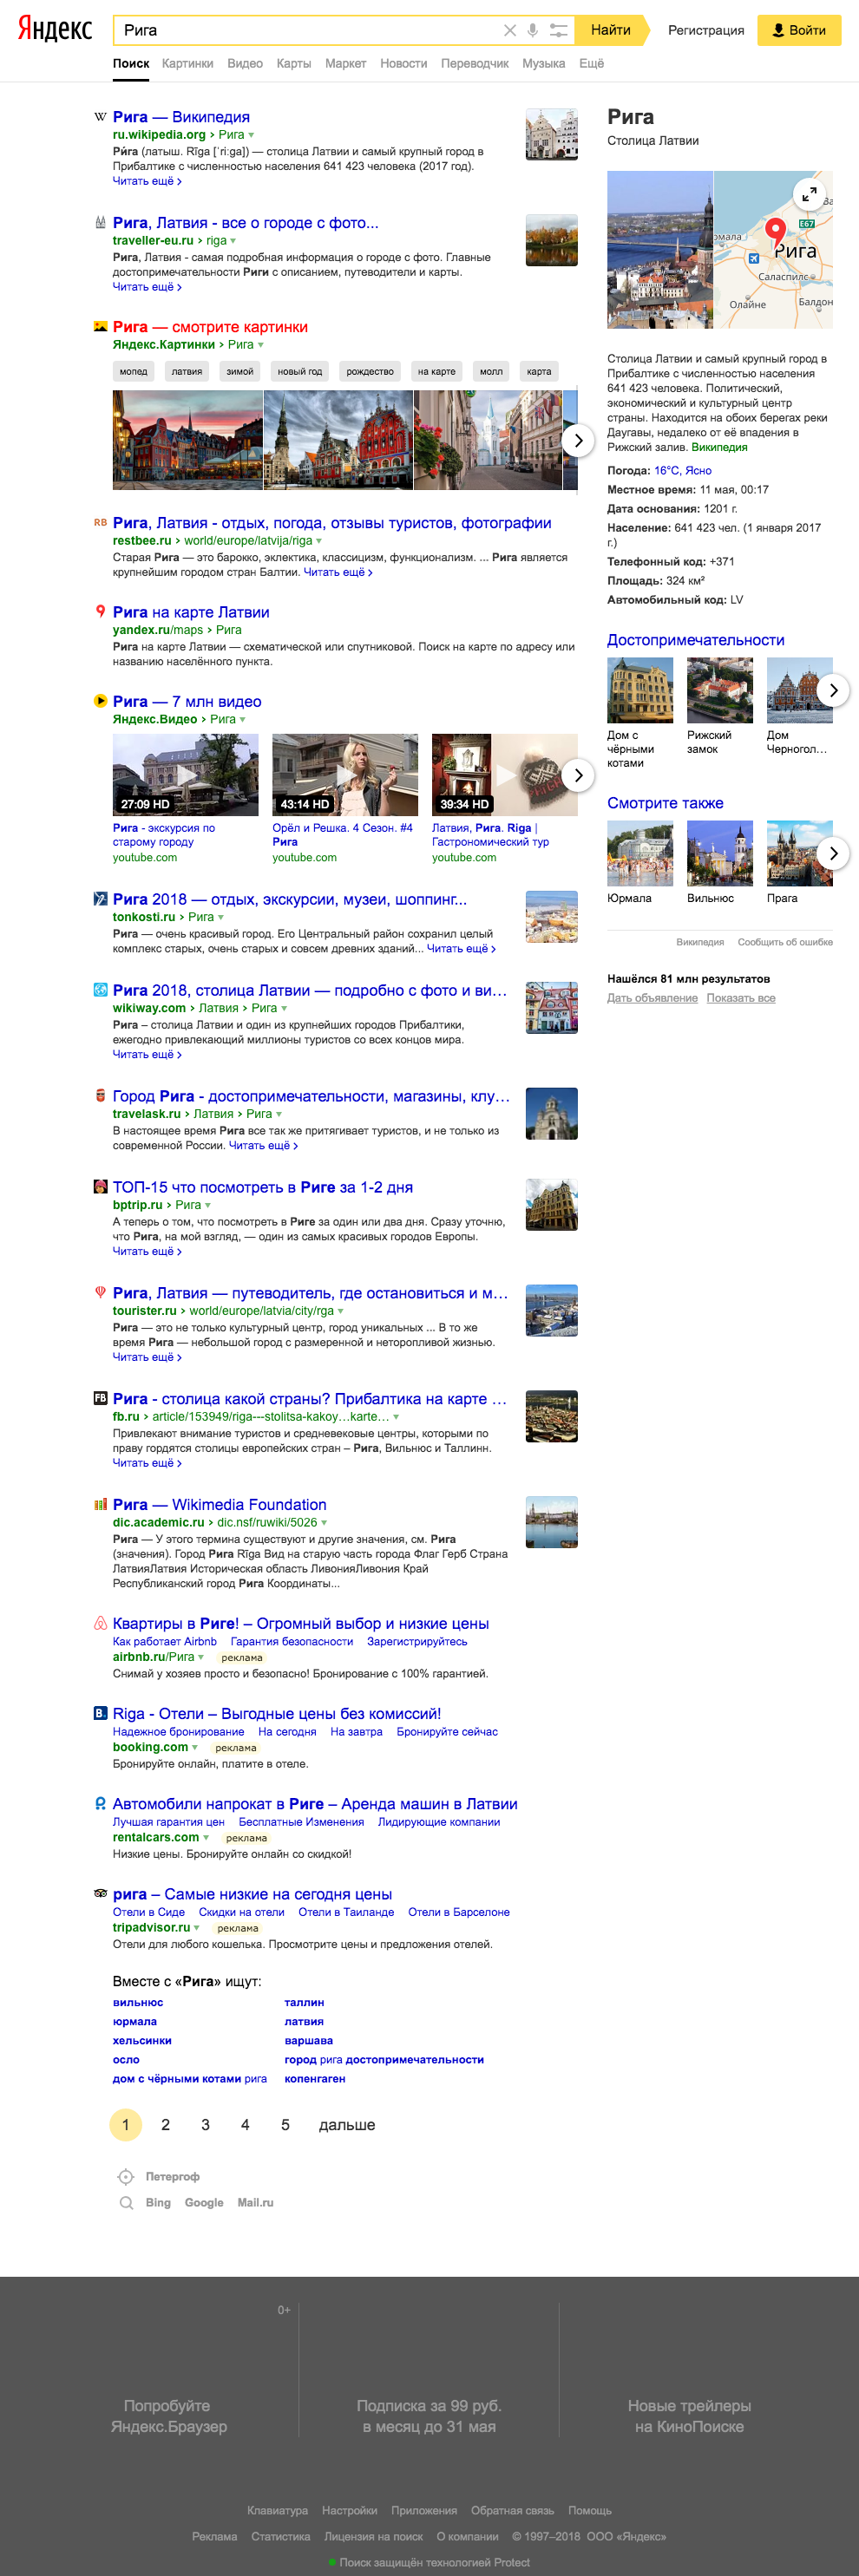 Яндекс
Рига
Найти
Регистрация
Войти
Поиск Картинки Видео Карты Маркет Новости Переводчик Музыка Ещё
Рига — Википедия
ru.wikipedia.org › Рига
Ри́га (латыш. Rīga [ˈriːga]) — столица Латвии и самый крупный город в
Прибалтике с численностью населения 641 423 человека (2017 год).
Читать ещё ›
Рига, Латвия - все о городе с фото...
traveller-eu.ru › riga
Рига, Латвия - самая подробная информация о городе с фото. Главные
достопримечательности Риги с описанием, путеводители и карты.
Читать ещё ›
Рига — смотрите картинки
Яндекс.Картинки › Рига
мопед латвия зимой новый год рождество на карте молл карта
RB
Рига, Латвия - отдых, погода, отзывы туристов, фотографии
restbee.ru › world/europe/latvija/riga
Старая Рига — это барокко, эклектика, классицизм, функционализм. ... Рига является
крупнейшим городом стран Балтии. Читать ещё ›
Рига на карте Латвии
yandex.ru/maps › Рига
Рига на карте Латвии — схематической или спутниковой. Поиск на карте по адресу или
названию населённого пункта.
Рига — 7 млн видео
Яндекс.Видео › Рига
27:09 HD 43:14 HD 39:34 HD
Рига - экскурсия по
старому городу
youtube.com
Орёл и Решка. 4 Сезон. #4
Рига
youtube.com
Латвия, Рига. Riga |
Гастрономический тур
youtube.com
Рига 2018 — отдых, экскурсии, музеи, шоппинг...
tonkosti.ru › Рига
Рига — очень красивый город. Его Центральный район сохранил целый
комплекс старых, очень старых и совсем древних зданий... Читать ещё ›
Рига 2018, столица Латвии — подробно с фото и ви...
wikiway.com › Латвия › Рига
Рига – столица Латвии и один из крупнейших городов Прибалтики,
ежегодно привлекающий миллионы туристов со всех концов мира.
Читать ещё ›
Город Рига - достопримечательности, магазины, клу...
travelask.ru › Латвия › Рига
В настоящее время Рига все так же притягивает туристов, и не только из
современной России. Читать ещё ›
ТОП-15 что посмотреть в Риге за 1-2 дня
bptrip.ru › Рига
А теперь о том, что посмотреть в Риге за один или два дня. Сразу уточню,
что Рига, на мой взгляд, — один из самых красивых городов Европы.
Читать ещё ›
Рига, Латвия — путеводитель, где остановиться и м...
tourister.ru › world/europe/latvia/city/rga
Рига — это не только культурный центр, город уникальных ... В то же
время Рига — небольшой город с размеренной и неторопливой жизнью.
Читать ещё ›
FB
Рига - столица какой страны? Прибалтика на карте ...
fb.ru › article/153949/riga---stolitsa-kakoy…karte…
Привлекают внимание туристов и средневековые центры, которыми по
праву гордятся столицы европейских стран – Рига, Вильнюс и Таллинн.
Читать ещё ›
Рига — Wikimedia Foundation
dic.academic.ru › dic.nsf/ruwiki/5026
Рига — У этого термина существуют и другие значения, см. Рига
(значения). Город Рига Rīga Вид на старую часть города Флаг Герб Страна
ЛатвияЛатвия Историческая область ЛивонияЛивония Край
Республиканский город Рига Координаты...
Квартиры в Риге! – Огромный выбор и низкие цены
Как работает Airbnb Гарантия безопасности Зарегистрируйтесь
airbnb.ru/Рига реклама
Снимай у хозяев просто и безопасно! Бронирование с 100% гарантией.
B.
Riga - Отели – Выгодные цены без комиссий!
Надежное бронирование На сегодня На завтра Бронируйте сейчас
booking.com реклама
Бронируйте онлайн, платите в отеле.
Автомобили напрокат в Риге – Аренда машин в Латвии
Лучшая гарантия цен Бесплатные Изменения Лидирующие компании
rentalcars.com реклама
Низкие цены. Бронируйте онлайн со скидкой!
рига – Самые низкие на сегодня цены
Отели в Сиде Скидки на отели Отели в Таиланде Отели в Барселоне
tripadvisor.ru реклама
Отели для любого кошелька. Просмотрите цены и предложения отелей.
Вместе с «Рига» ищут:
вильнюс таллин
юрмала латвия
хельсинки варшава
осло город рига достопримечательности
дом с чёрными котами рига копенгаген
1 2 3 4 5 дальше
Петергоф
Bing Google Mail.ru
Рига
Столица Латвии
E67
Рига
Саласпилс
Олайне
Столица Латвии и самый крупный город в
Прибалтике с численностью населения
641 423 человека. Политический,
экономический и культурный центр
страны. Находится на обоих берегах реки
Даугавы, недалеко от её впадения в
Рижский залив. Википедия
Погода: 16°C, Ясно
Местное время: 11 мая, 00:17
Дата основания: 1201 г.
Население: 641 423 чел. (1 января 2017
г.)
Телефонный код: +371
Площадь: 324 км²
Автомобильный код: LV
Достопримечательности
Дом с
чёрными
котами
Рижский
замок
Дом
Черногол…
Смотрите также
Юрмала Вильнюс Прага
Википедия Сообщить об ошибке
Нашёлся 81 млн результатов
Дать объявление Показать все
0+
Попробуйте
Яндекс.Браузер
Подписка за 99 руб.
в месяц до 31 мая
Новые трейлеры
на КиноПоиске
Клавиатура Настройки Приложения Обратная связь Помощь
Реклама Статистика Лицензия на поиск О компании © 1997–2018 ООО «Яндекс»
Поиск защищён технологией Protect